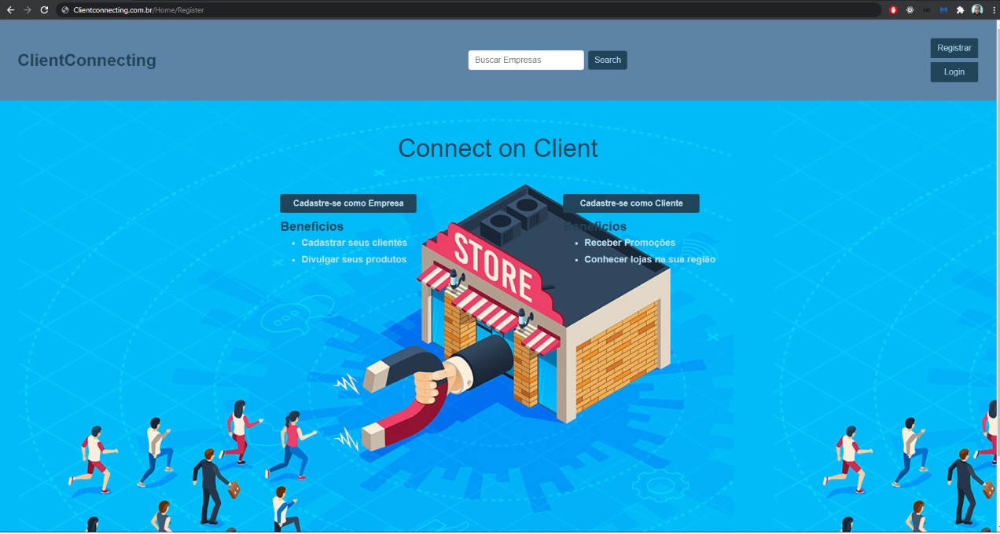 Clientconnecting.com.br/Home/Register
ClientConnecting
Buscar Empresas
Search
Registrar
Login
Connect on Client
Cadastre-se como Empresa
Beneficios
Cadastrar seus clientes
Divulgar seus produtos
Cadastre-se como Cliente
Beneficios
Receber Promoções
Conhecer lojas na sua região
STORE